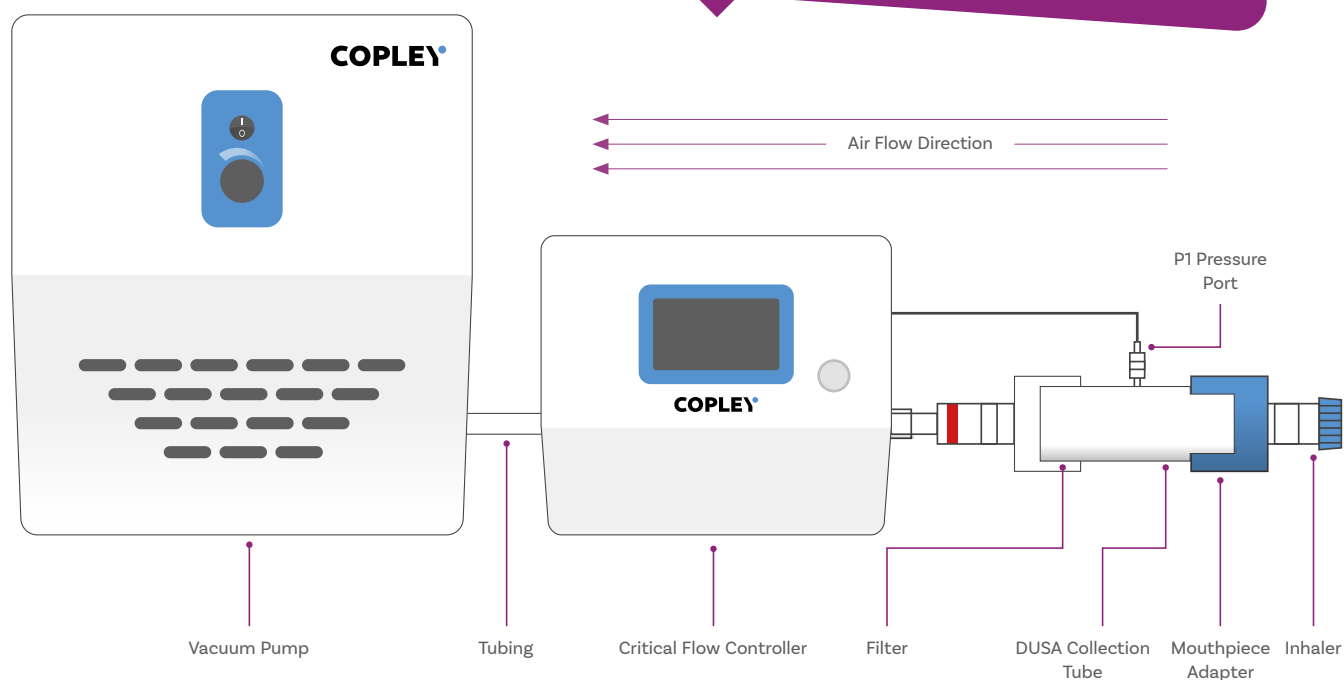 COPLEY
I
O
Air Flow Direction
P1 Pressure
Port
COPLEY
Vacuum Pump
Tubing
Critical Flow Controller
Filter
DUSA Collection
Tube
Mouthpiece
Adapter
Inhaler